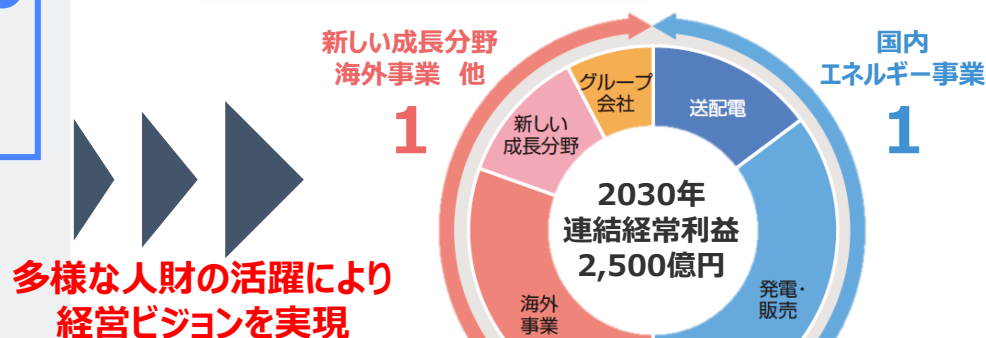 新しい成長分野
海外事業 他
1
国内
エネルギー事業
1
グループ
会社
送配電
新しい
成長分野
2030年
連結経常利益
2,500億円
海外
事業
発電・
販売
多様な人財の活躍により
経営ビジョンを実現